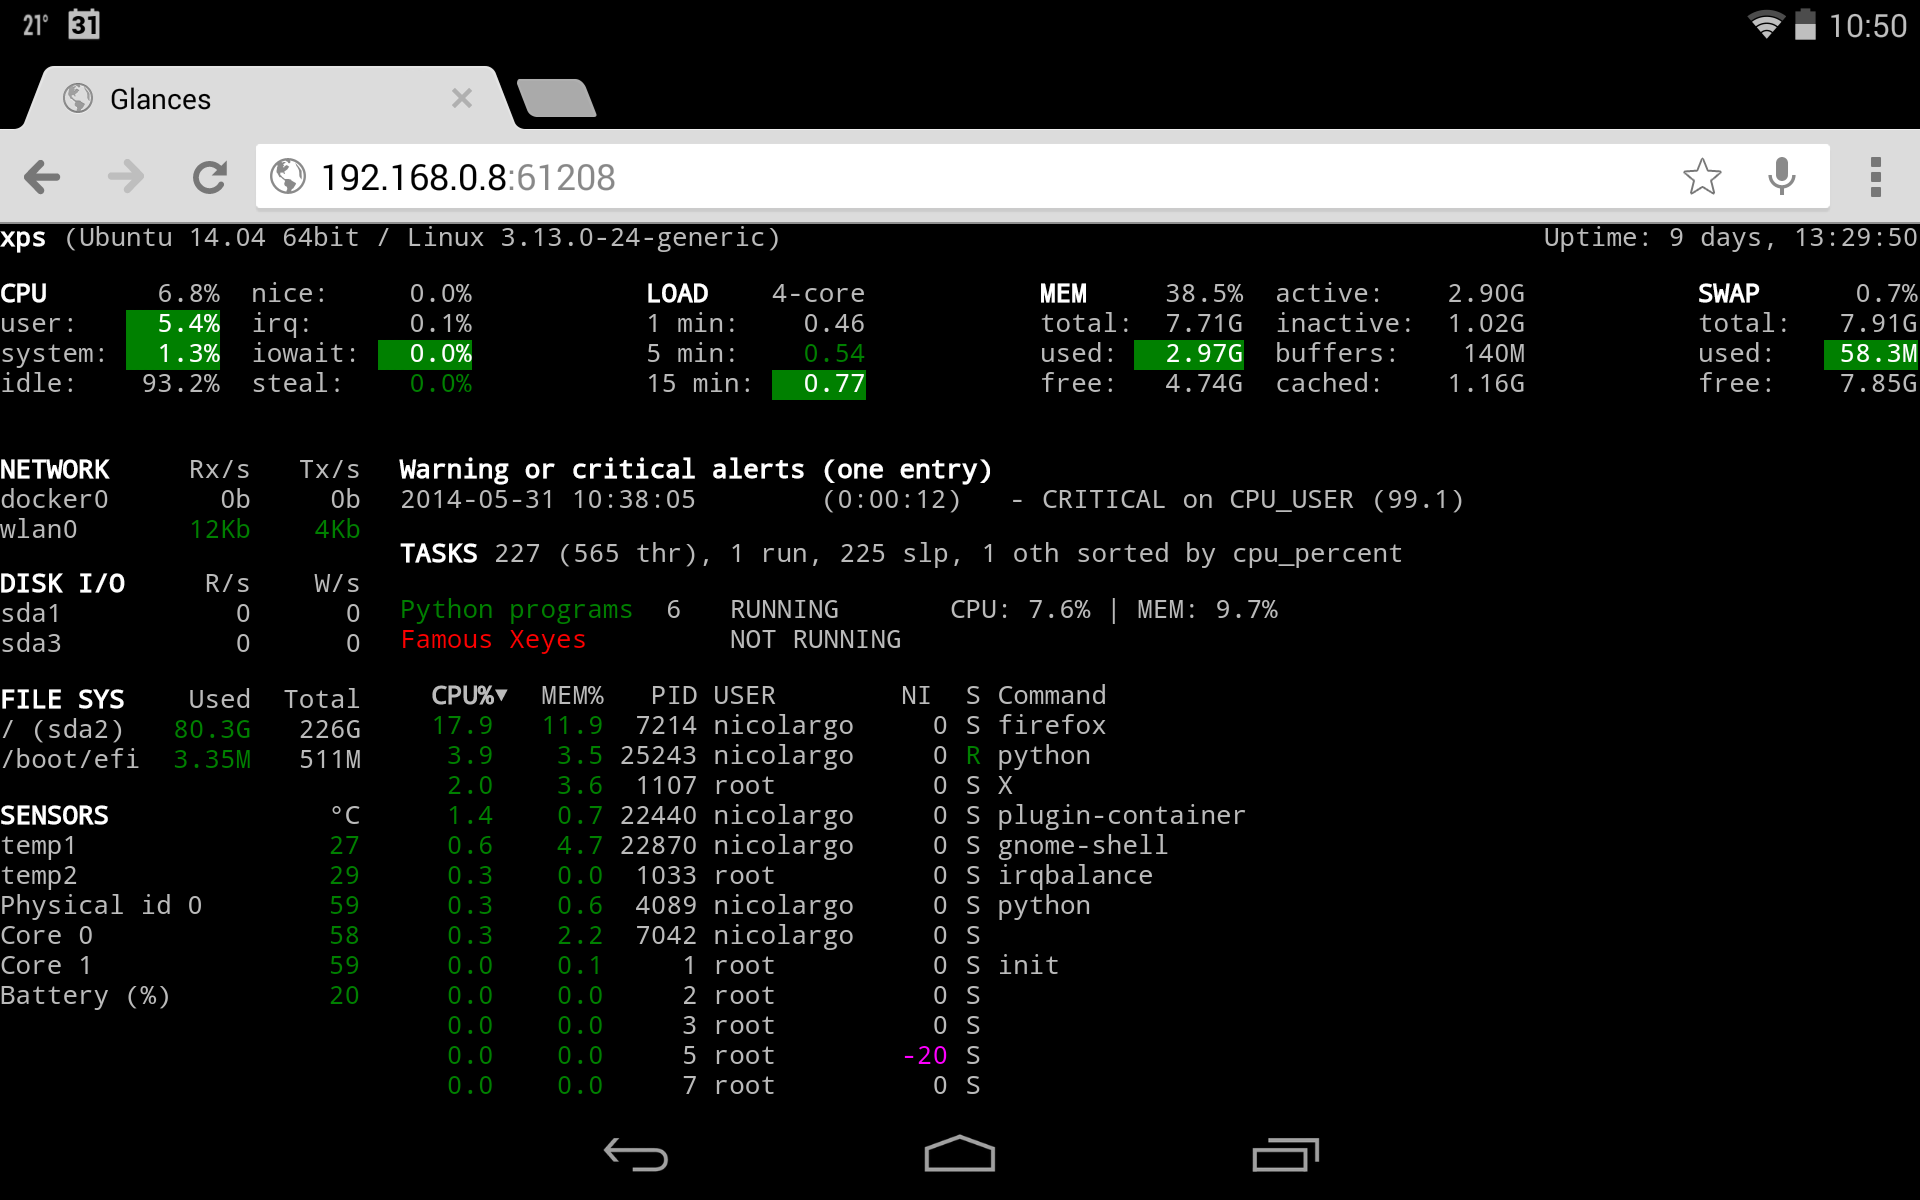 21° 31 10:50
Glances
192.168.0.8:61208
xps (Ubuntu 14.04 64bit / Linux 3.13.0-24-generic) Uptime: 9 days, 13:29:50
CPU 6.8% nice: 0.0% LOAD 4-core MEM 38.5% active: 2.90G SWAP 0.7%
user: 5.4% irq: 0.1% 1 min: 0.46 total: 7.71G inactive: 1.02G total: 7.91G
system: 1.3% iowait: 0.0% 5 min: 0.54 used: 2.97G buffers: 140M used: 58.3M
idle: 93.2% steal: 0.0% 15 min: 0.77 free: 4.74G cached: 1.16G free: 7.85G
NETWORK Rx/s Tx/s
docker0 0b 0b
wlan0 12Kb 4Kb
DISK I/O R/s W/s
sda1 0 0
sda3 0 0
FILE SYS Used Total
/ (sda2) 80.3G 226G
/boot/efi 3.35M 511M
SENSORS °C
temp1 27
temp2 29
Physical id 0 59
Core 0 58
Core 1 59
Battery (%) 20
Warning or critical alerts (one entry)
2014-05-31 10:38:05 (0:00:12) - CRITICAL on CPU_USER (99.1)
TASKS 227 (565 thr), 1 run, 225 slp, 1 oth sorted by cpu_percent
Python programs 6 RUNNING CPU: 7.6% | MEM: 9.7%
Famous Xeyes NOT RUNNING
CPU%▼ MEM% PID USER NI S Command
17.9 11.9 7214 nicolargo 0 S firefox
3.9 3.5 25243 nicolargo 0 R python
2.0 3.6 1107 root 0 S X
1.4 0.7 22440 nicolargo 0 S plugin-container
0.6 4.7 22870 nicolargo 0 S gnome-shell
0.3 0.0 1033 root 0 S irqbalance
0.3 0.6 4089 nicolargo 0 S python
0.3 2.2 7042 nicolargo 0 S
0.0 0.1 1 root 0 S init
0.0 0.0 2 root 0 S
0.0 0.0 3 root 0 S
0.0 0.0 5 root -20 S
0.0 0.0 7 root 0 S